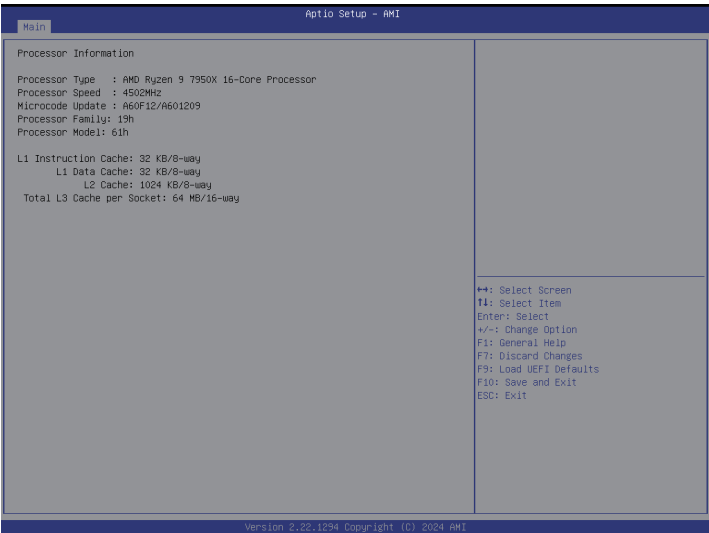 Aptio Setup - AMI
Main
Processor Information
Processor Type   : AMD Ryzen 9 7950X 16-Core Processor
Processor Speed  : 4502MHz
Microcode Update : A60F12/A601209
Processor Family: 19h
Processor Model: 61h
L1 Instruction Cache: 32 KB/8-way
L1 Data Cache: 32 KB/8-way
L2 Cache: 1024 KB/8-way
Total L3 Cache per Socket: 64 MB/16-way
↔: Select Screen
↑↓: Select Item
Enter: Select
+/-: Change Option
F1: General Help
F7: Discard Changes
F9: Load UEFI Defaults
F10: Save and Exit
ESC: Exit
Version 2.22.1294 Copyright (C) 2024 AMI